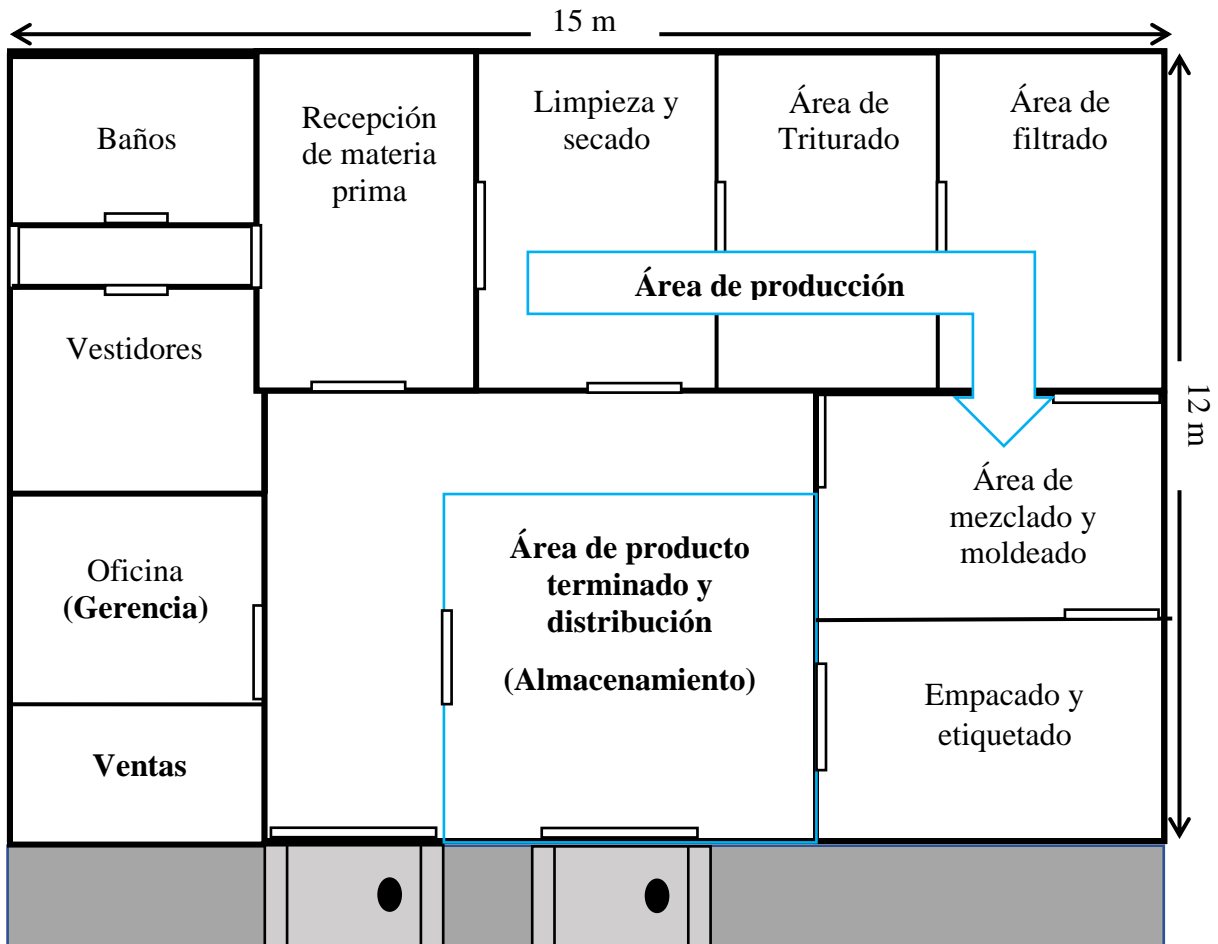 15 m
Baños
Recepción
de materia
prima
Limpieza y
secado
Área de
Triturado
Área de
filtrado
Área de producción
Vestidores
12 m
Área de
mezclado y
moldeado
Oficina
(Gerencia)
Área de producto
terminado y
distribución
(Almacenamiento)
Empacado y
etiquetado
Ventas